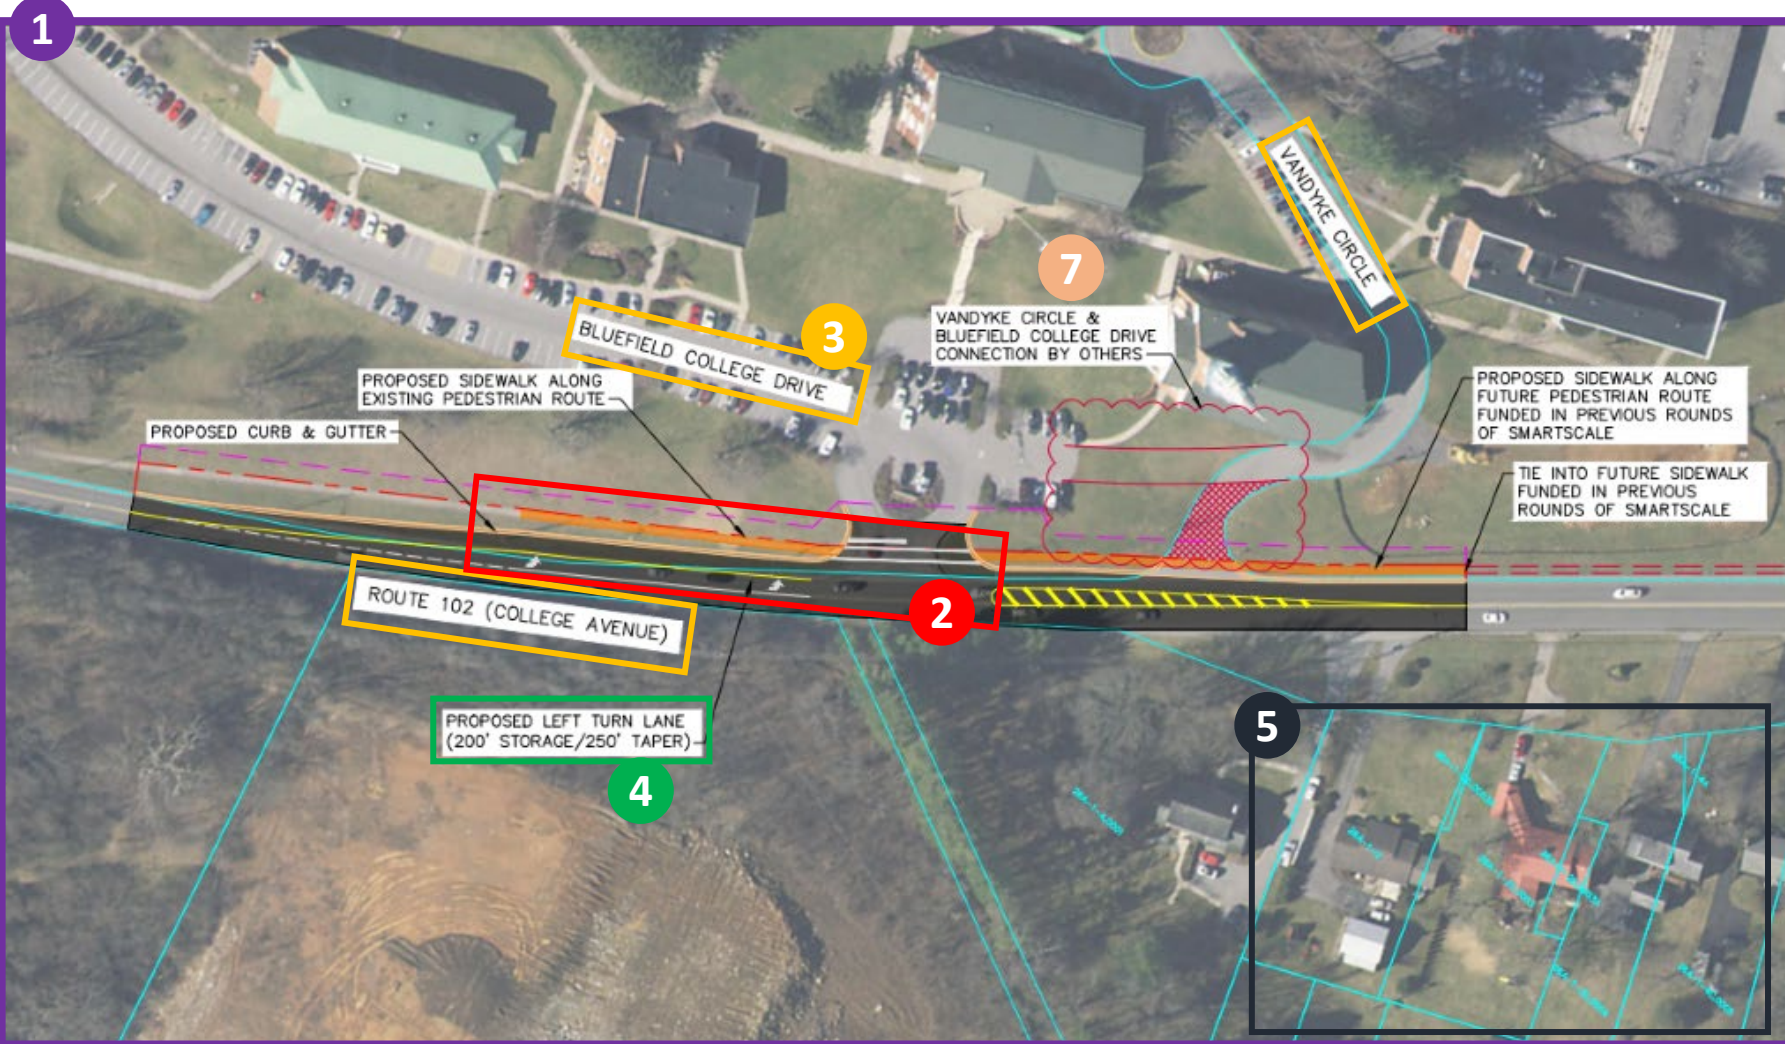 1
VANDYKE CIRCLE
7
VANDYKE CIRCLE &
BLUEFIELD COLLEGE DRIVE
CONNECTION BY OTHERS
3
BLUEFIELD COLLEGE DRIVE
PROPOSED SIDEWALK ALONG
EXISTING PEDESTRIAN ROUTE
PROPOSED CURB & GUTTER
PROPOSED SIDEWALK ALONG
FUTURE PEDESTRIAN ROUTE
FUNDED IN PREVIOUS ROUNDS
OF SMARTSCALE
TIE INTO FUTURE SIDEWALK
FUNDED IN PREVIOUS
ROUNDS OF SMARTSCALE
2
ROUTE 102 (COLLEGE AVENUE)
PROPOSED LEFT TURN LANE
(200' STORAGE/250' TAPER)
4
5